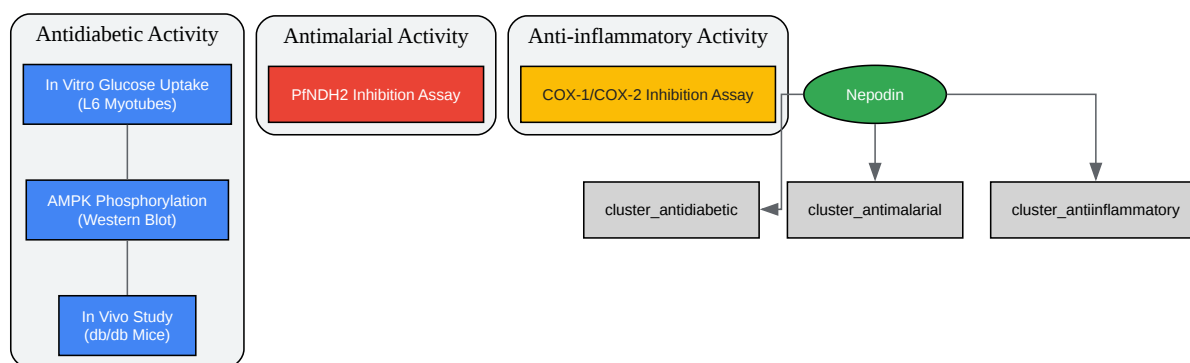 Antidiabetic Activity
In Vitro Glucose Uptake
(L6 Myotubes)
AMPK Phosphorylation
(Western Blot)
In Vivo Study
(db/db Mice)
Antimalarial Activity
PfNDH2 Inhibition Assay
Anti-inflammatory Activity
COX-1/COX-2 Inhibition Assay
Nepodin
cluster_antidiabetic
cluster_antimalarial
cluster_antiinflammatory